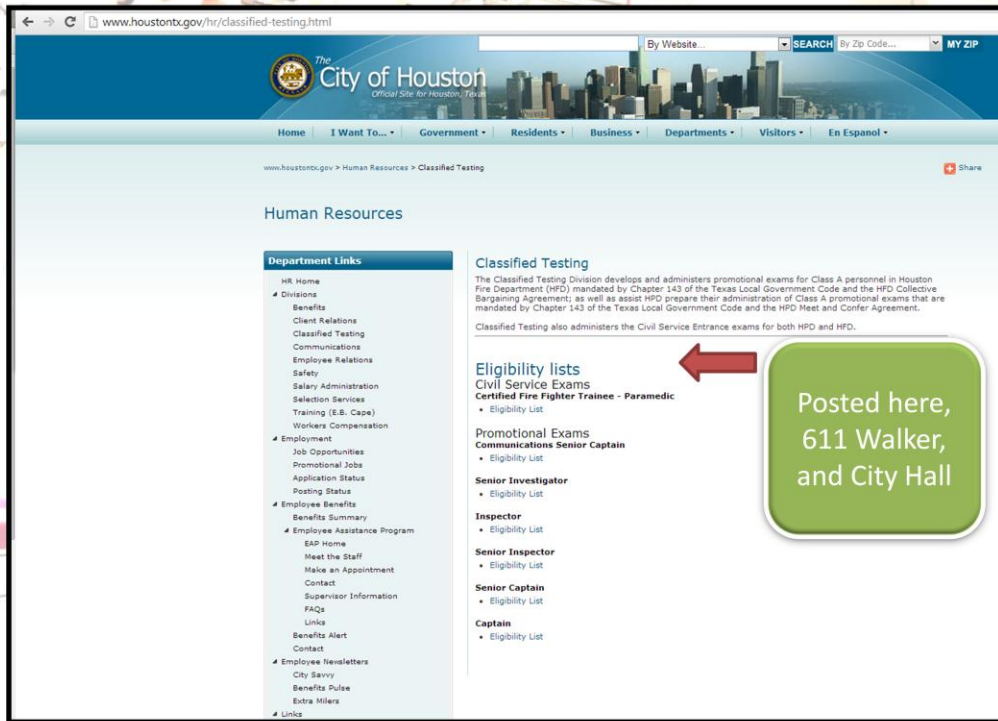 www.houstontx.gov/hr/classified-testing.html
By Website...
SEARCH
By Zip Code...
MY ZIP
The
City of Houston
Official Site for Houston, Texas
Home
I Want To...
Government
Residents
Business
Departments
Visitors
En Espanol
www.houstontx.gov > Human Resources > Classified Testing
Share
Human Resources
Department Links
HR Home
Divisions
Benefits
Client Relations
Classified Testing
Communications
Employee Relations
Safety
Salary Administration
Selection Services
Training (E.B. Cape)
Workers Compensation
Employment
Job Opportunities
Promotional Jobs
Application Status
Posting Status
Employee Benefits
Benefits Summary
Employee Assistance Program
EAP Home
Meet the Staff
Make an Appointment
Contact
Supervisor Information
FAQs
Links
Benefits Alert
Contact
Employee Newsletters
City Savvy
Benefits Pulse
Extra Milers
Links
Classified Testing
The Classified Testing Division develops and administers promotional exams for Class A personnel in Houston
Fire Department (HFD) mandated by Chapter 143 of the Texas Local Government Code and the HFD Collective
Bargaining Agreement; as well as assist HPD prepare their administration of Class A promotional exams that are
mandated by Chapter 143 of the Texas Local Government Code and the HPD Meet and Confer Agreement.
Classified Testing also administers the Civil Service Entrance exams for both HPD and HFD.
Eligibility lists
Civil Service Exams
Certified Fire Fighter Trainee - Paramedic
• Eligibility List
Promotional Exams
Communications Senior Captain
• Eligibility List
Senior Investigator
• Eligibility List
Inspector
• Eligibility List
Senior Inspector
• Eligibility List
Senior Captain
• Eligibility List
Captain
• Eligibility List
Posted here,
611 Walker,
and City Hall